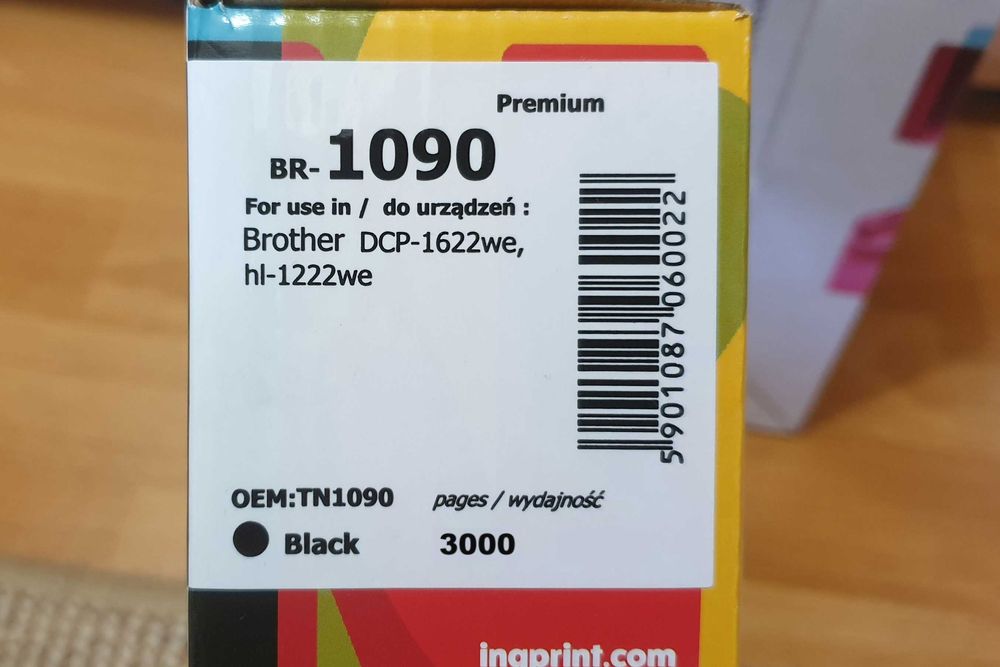 Premium
BR-1090
For use in / do urządzeń :
Brother DCP-1622we,
hl-1222we
5901087060022
OEM:TN1090 pages / wydajność
Black 3000
ingprint.com